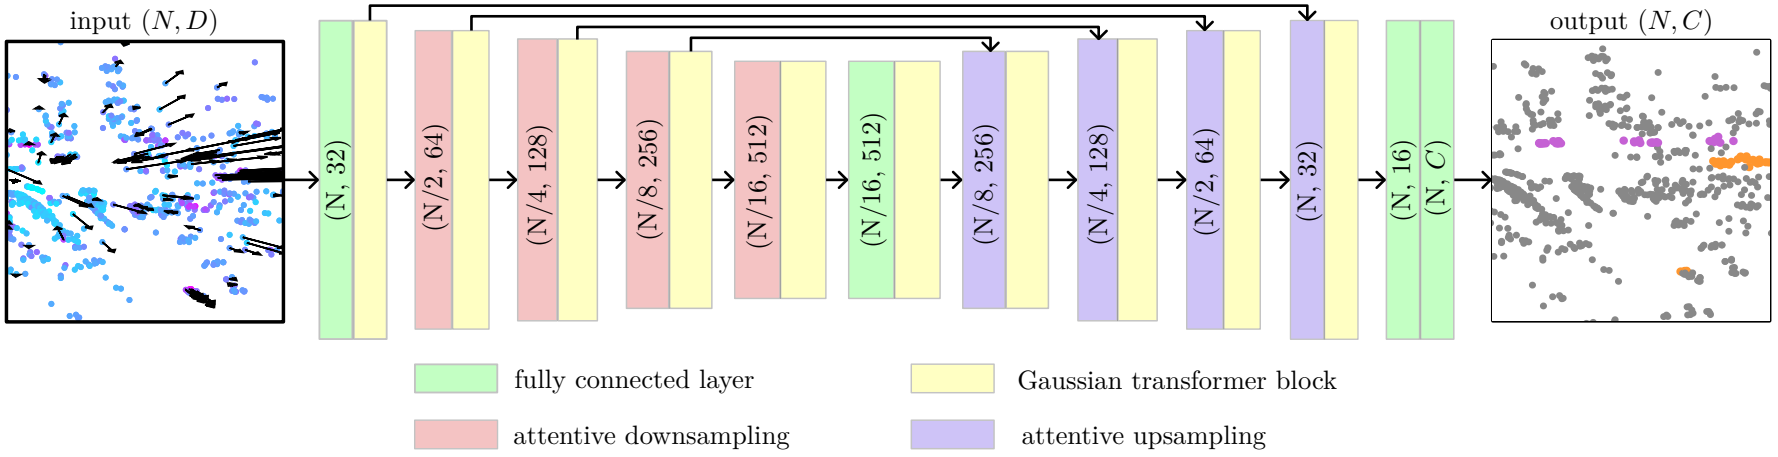 input (N, D)
output (N, C)
(N, 32)
(N/2, 64)
(N/4, 128)
(N/8, 256)
(N/16, 512)
(N/16, 512)
(N/8, 256)
(N/4, 128)
(N/2, 64)
(N, 32)
(N, 16)
(N, C)
fully connected layer
Gaussian transformer block
attentive downsampling
attentive upsampling